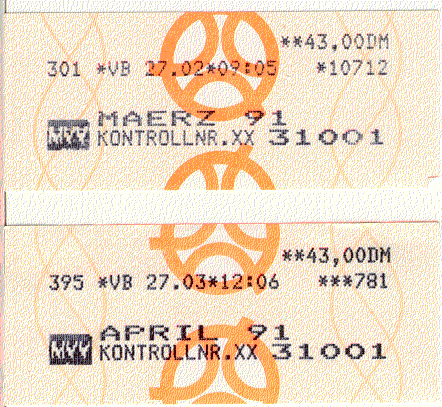 **43,00DM
301 *VB 27.02*09:05 *10712
MAERZ 91
MVV KONTROLLNR.XX 31001
**43,00DM
395 *VB 27.03*12:06 ***781
APRIL 91
MVV KONTROLLNR.XX 31001